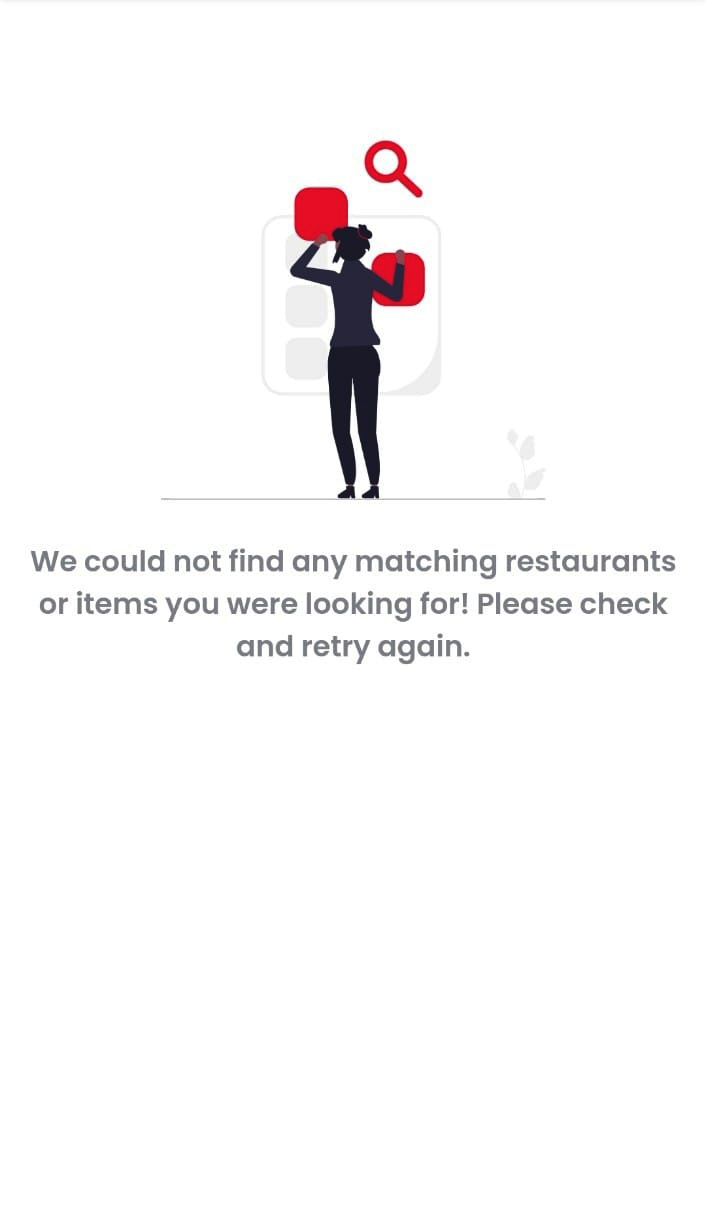 We could not find any matching restaurants
or items you were looking for! Please check
and retry again.